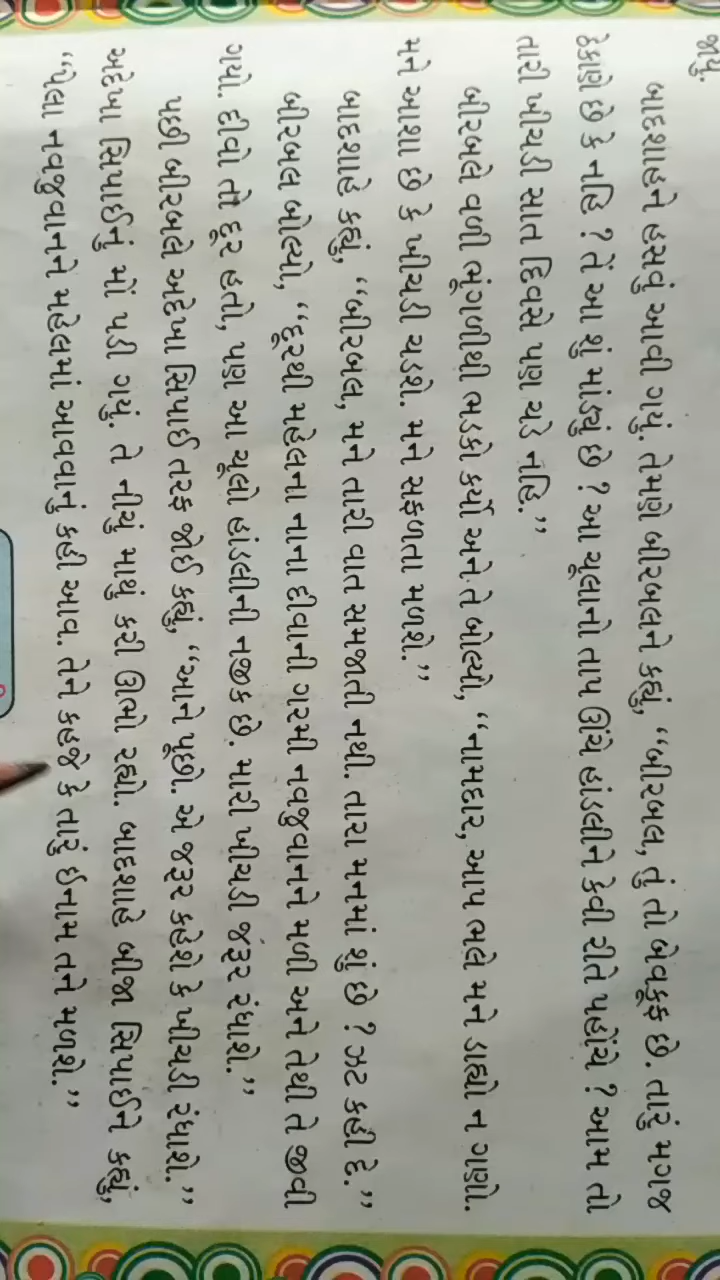 જાયું.
બાદશાહને હસવું આવી ગયું. તેમણે બીરબલને કહ્યું, “બીરબલ, તું તો બેવકૂફ છે. તારું મગજ
ઠેકાણે છે કે નહિ ? તેં આ શું માંડ્યું છે ? આ ચૂલાનો તાપ ઊંચે હાંડલીને કેવી રીતે પહોંચે ? આમ તો
તારી ખીચડી સાત દિવસે પણ ચડે નહિ.”
બીરબલે વળી ભૂંગળીથી ભડકો કર્યો અને તે બોલ્યો, “નામદાર, આપ ભલે મને ડાહ્યો ન ગણો.
મને આશા છે કે ખીચડી ચડશે. મને સફળતા મળશે.”
બાદશાહે કહ્યું, “બીરબલ, મને તારી વાત સમજાતી નથી. તારા મનમાં શું છે ? ઝટ કહી દે.”
બીરબલ બોલ્યો, “દૂરથી મહેલના નાના દીવાની ગરમી નવજુવાનને મળી અને તેથી તે જીવી
ગયો. દીવો તો દૂર હતો, પણ આ ચૂલો હાંડલીની નજીક છે. મારી ખીચડી જરૂર રંધાશે.”
પછી બીરબલે અદેખા સિપાઈ તરફ જોઈ કહ્યું, “આને પૂછો. એ જરૂર કહેશે કે ખીચડી રંધાશે.”
અદેખા સિપાઈનું મોં પડી ગયું. તે નીચું માથું કરી ઊભો રહ્યો. બાદશાહે બીજા સિપાઈને કહ્યું,
“પેલા નવજુવાનને મહેલમાં આવવાનું કહી આવ. તેને કહજે કે તારું ઈનામ તને મળશે.”